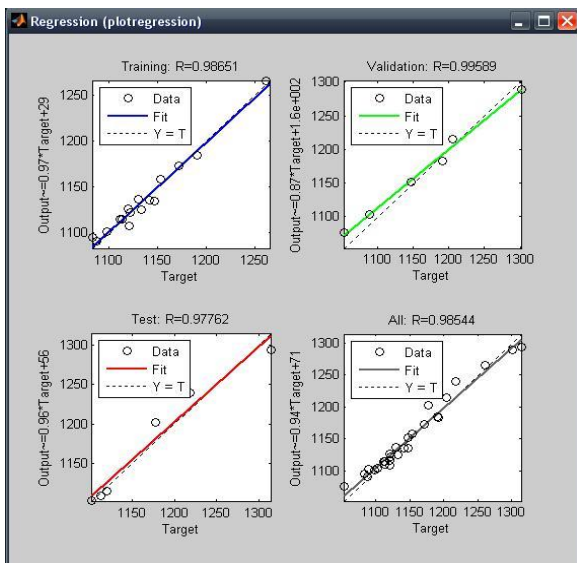 Regression (plotregression)
Training: R=0.98651
Output~=0.97*Target+29
1250
1200
1150
1100
Data
Fit
Y = T
1100 1150 1200 1250
Target
Validation: R=0.99589
Output~=0.87*Target+1.6e+002
1300
1250
1200
1150
1100
Data
Fit
Y = T
1100 1150 1200 1250 1300
Target
Test: R=0.97762
Output~=0.96*Target+56
1300
1250
1200
1150
Data
Fit
Y = T
1150 1200 1250 1300
Target
All: R=0.98544
Output~=0.94*Target+71
1300
1250
1200
1150
1100
Data
Fit
Y = T
1100 1150 1200 1250 1300
Target